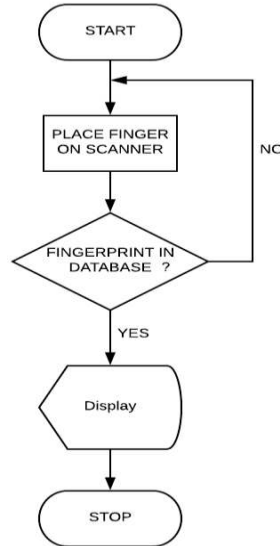 START
PLACE FINGER
ON SCANNER
NO
FINGERPRINT IN
DATABASE ?
YES
Display
STOP